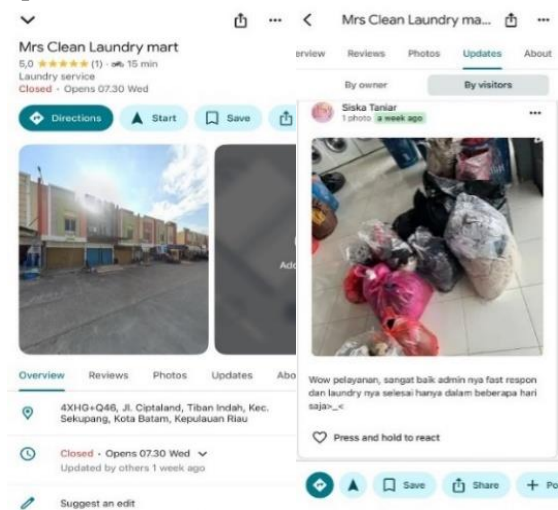 Mrs Clean Laundry mart
5,0 ★★★★★ (1) · 15 min
Laundry service
Closed · Opens 07.30 Wed
Directions
Start
Save
Overview
Reviews
Photos
Updates
4XHG+Q46, Jl. Ciptaland, Tiban Indah, Kec.
Sekupang, Kota Batam, Kepulauan Riau
Closed · Opens 07.30 Wed
Updated by others 1 week ago
Suggest an edit
Mrs Clean Laundry ma...
erview Reviews Photos Updates About
By owner
By visitors
Siska Taniar
1 photo a week ago
Wow pelayanan, sangat baik admin nya fast respon
dan laundry nya selesai hanya dalam beberapa hari
saja>_<
Press and hold to react
Save
Share
+ Po